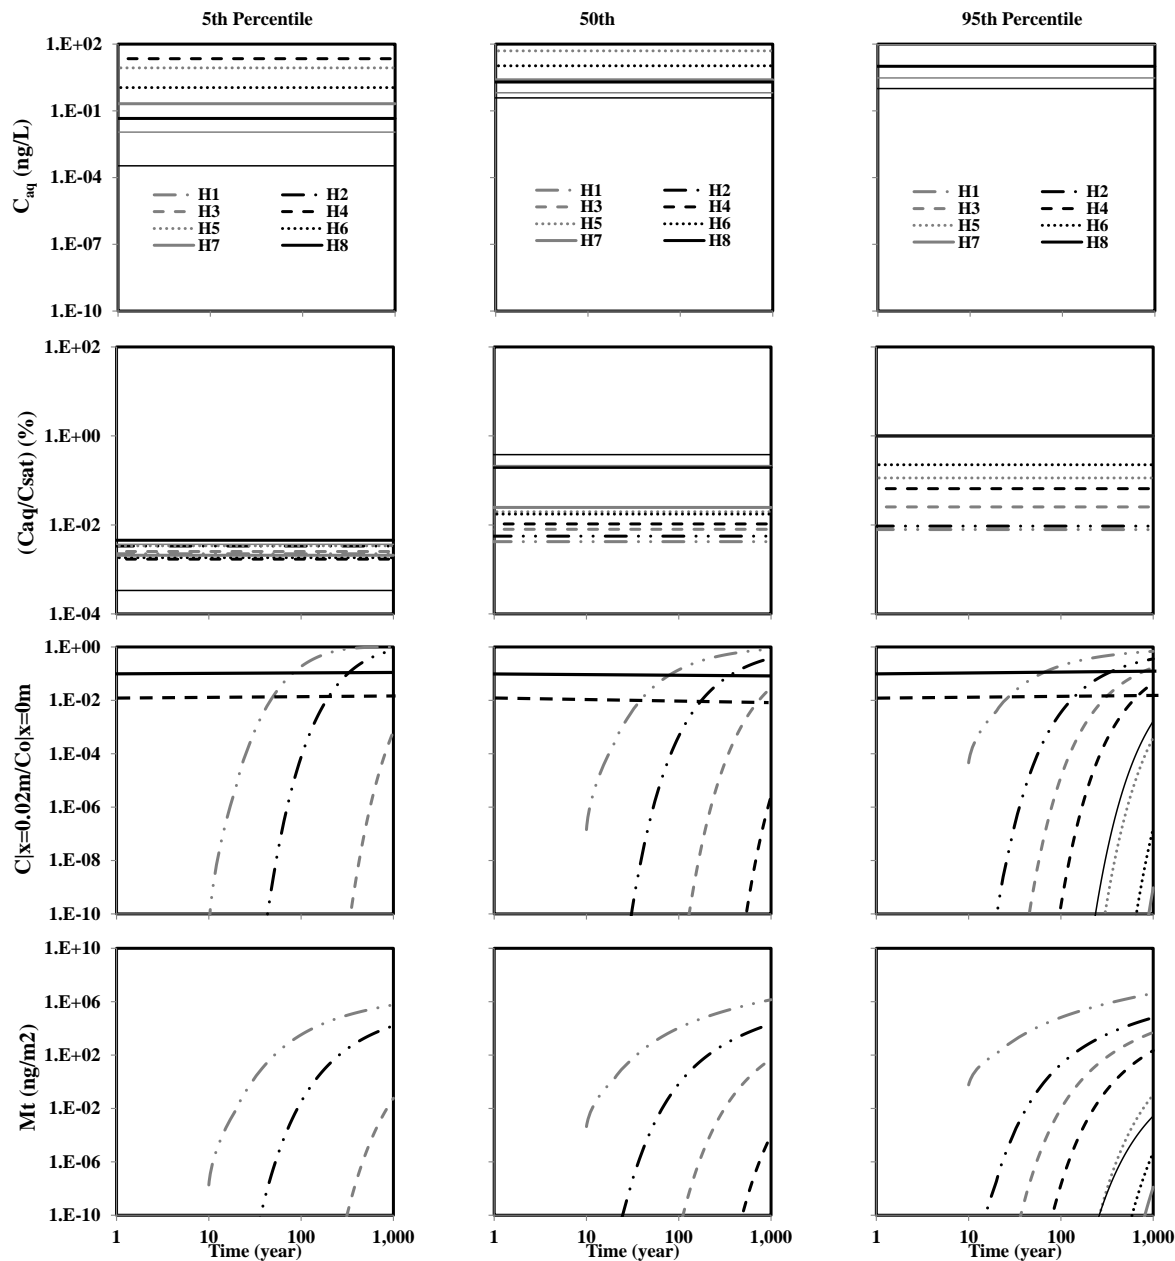 5th Percentile 50th 95th Percentile
Caq (ng/L)
1.E+02
1.E-01
1.E-04
1.E-07
1.E-10
H1 H2
H3 H4
H5 H6
H7 H8
H1 H2
H3 H4
H5 H6
H7 H8
H1 H2
H3 H4
H5 H6
H7 H8
(Caq/Csat) (%)
1.E+02
1.E+00
1.E-02
1.E-04
C|x=0.02m/Co|x=0m
1.E+00
1.E-02
1.E-04
1.E-06
1.E-08
1.E-10
Mt (ng/m2)
1.E+10
1.E+06
1.E+02
1.E-02
1.E-06
1.E-10
1 10 100 1,000
Time (year)
1 10 100 1,000
Time (year)
1 10 100 1,000
Time (year)